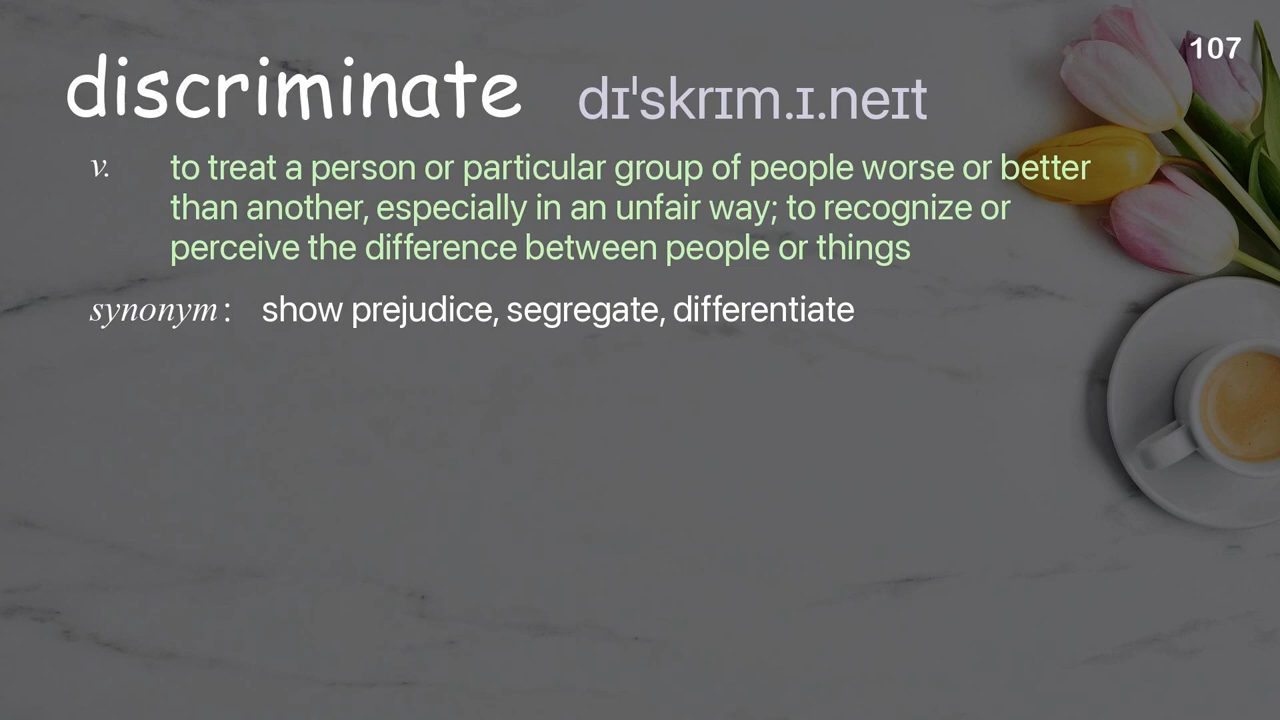 107
discriminate dɪˈskrɪm.ɪ.neɪt
v. to treat a person or particular group of people worse or better
than another, especially in an unfair way; to recognize or
perceive the difference between people or things
synonym: show prejudice, segregate, differentiate